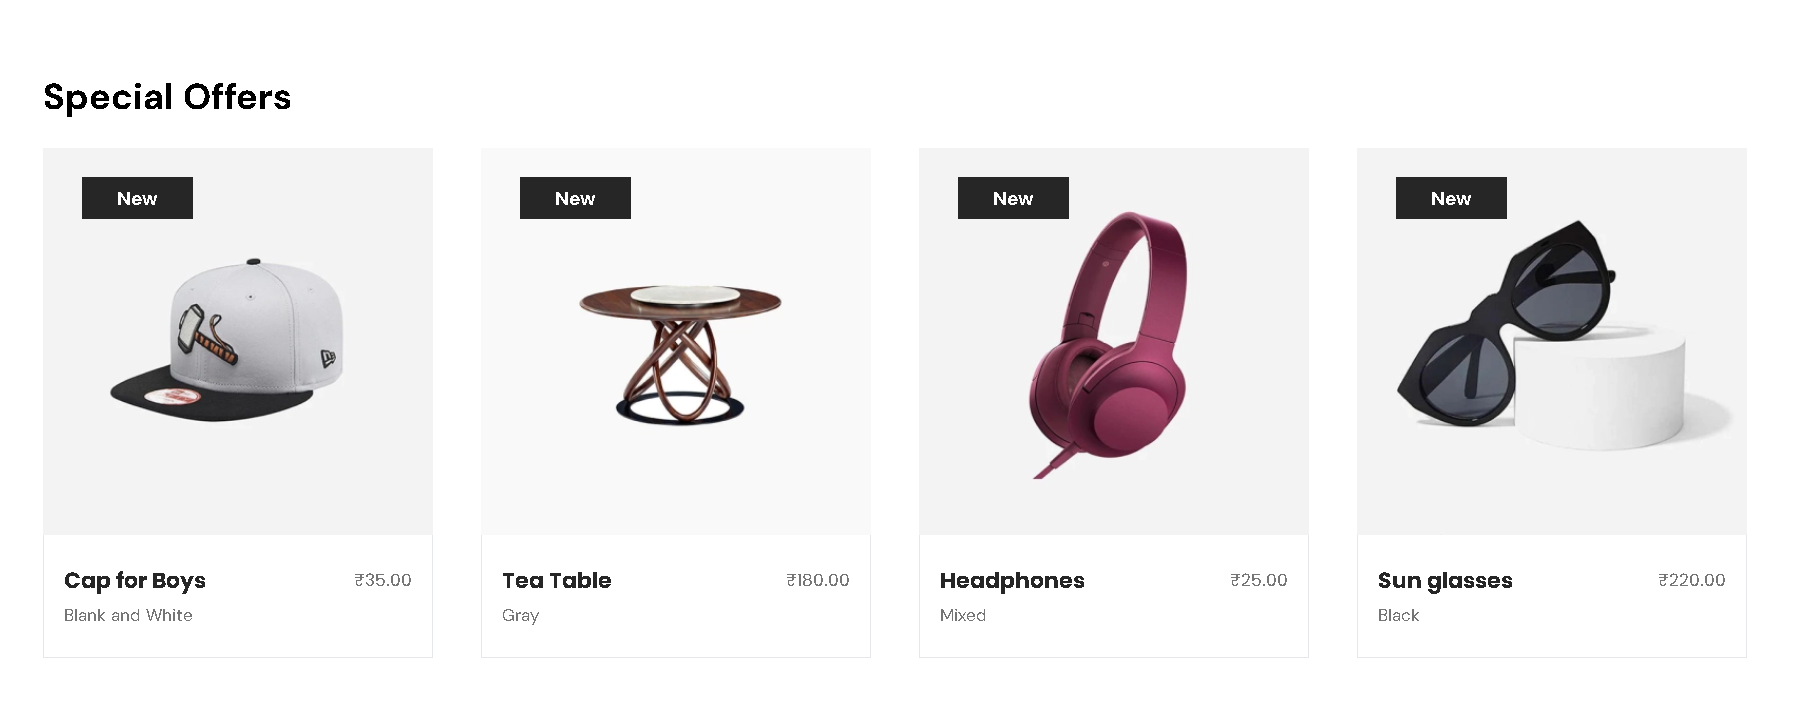 Special Offers
New
New
New
New
Cap for Boys ₹35.00
Blank and White
Tea Table ₹180.00
Gray
Headphones ₹25.00
Mixed
Sun glasses ₹220.00
Black